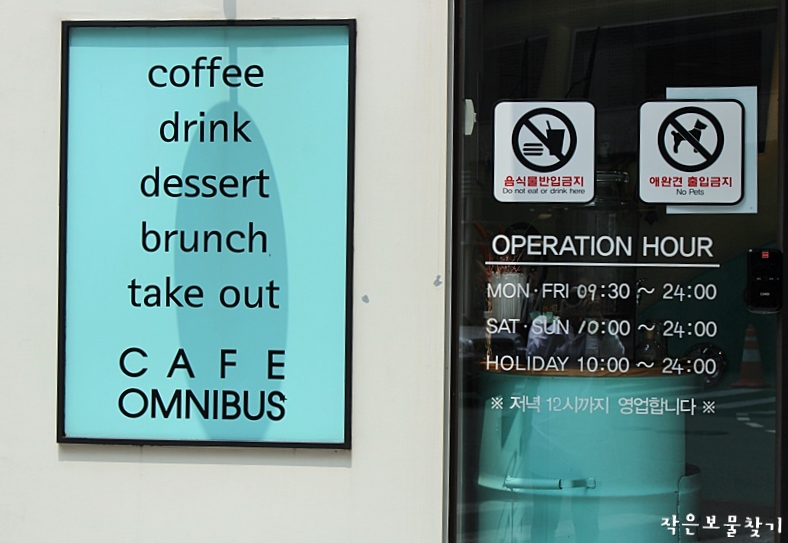 coffee
drink
dessert
brunch
take out
CAFE
OMNIBUS
음식물반입금지
Do not eat or drink here
애완견 출입금지
No Pets
OPERATION HOUR
MON·FRI 09:30 ~ 24:00
SAT·SUN 10:00 ~ 24:00
HOLIDAY 10:00 ~ 24:00
※ 저녁 12시까지 영업합니다 ※
작은보물찾기